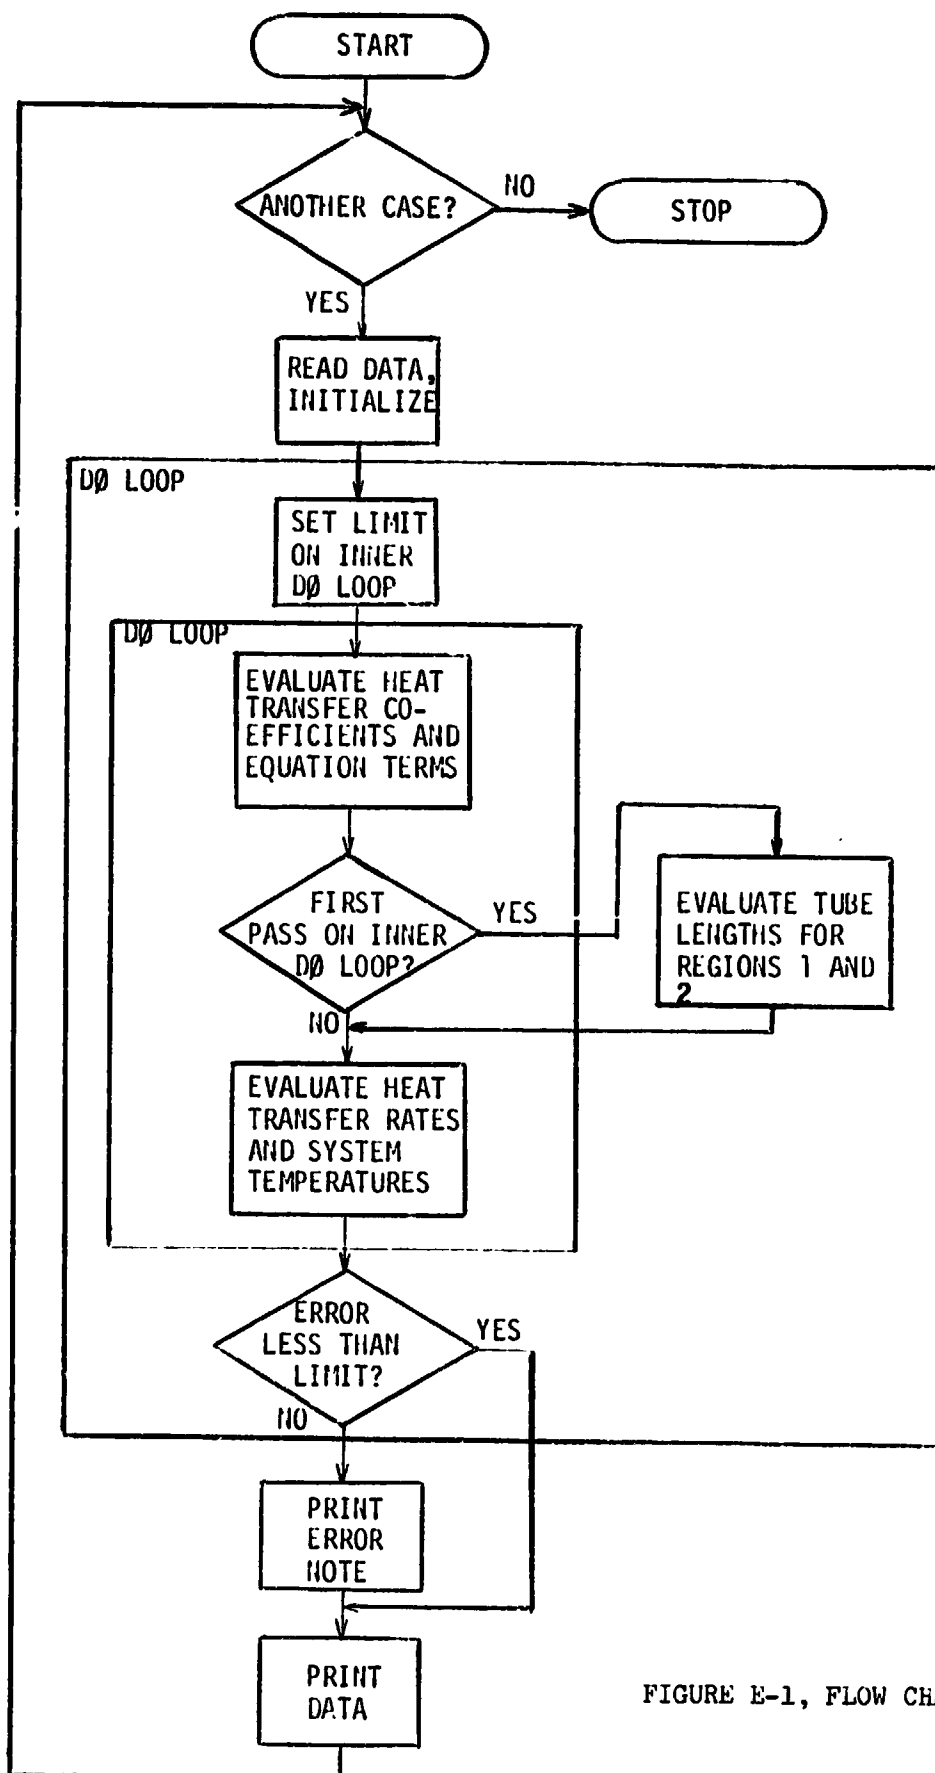 START
ANOTHER CASE?
NO
STOP
YES
READ DATA,
INITIALIZE
DØ LOOP
SET LIMIT
ON INNER
DØ LOOP
DØ LOOP
EVALUATE HEAT
TRANSFER CO-
EFFICIENTS AND
EQUATION TERMS
FIRST
PASS ON INNER
DØ LOOP?
YES
EVALUATE TUBE
LENGTHS FOR
REGIONS 1 AND
2
NO
EVALUATE HEAT
TRANSFER RATES
AND SYSTEM
TEMPERATURES
ERROR
LESS THAN
LIMIT?
YES
NO
PRINT
ERROR
NOTE
PRINT
DATA
FIGURE E-1, FLOW